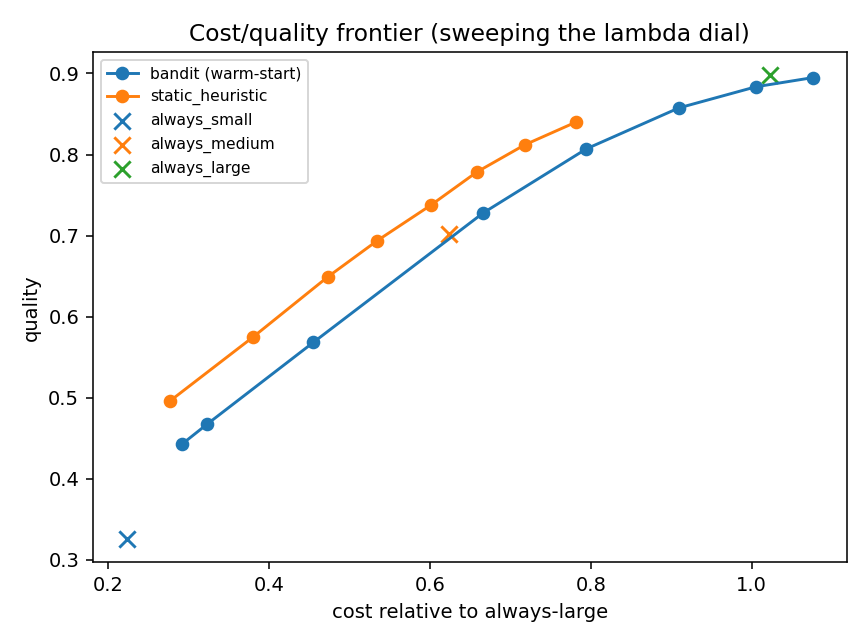 Cost/quality frontier (sweeping the lambda dial)
bandit (warm-start)
static_heuristic
always_small
always_medium
always_large
quality
0.9
0.8
0.7
0.6
0.5
0.4
0.3
0.2
0.4
0.6
0.8
1.0
cost relative to always-large